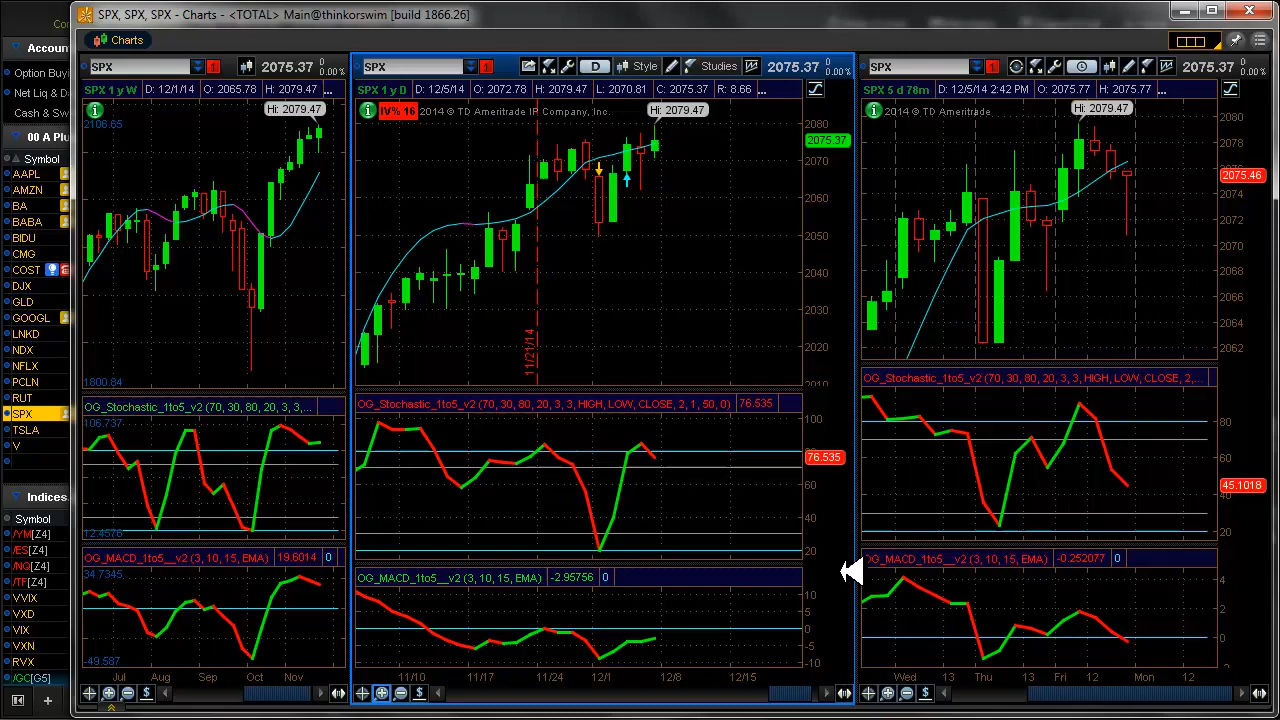 SPX, SPX, SPX - Charts - <TOTAL> Main@thinkorswim [build 1866.26]
Charts
Accoun
Option Buyi
Net Liq & D
Cash & Sw
00 A Plu
Symbol
AAPL
AMZN
BA
BABA
BIDU
CMG
COST
DJX
GLD
GOOGL
LNKD
NDX
NFLX
PCLN
RUT
SPX
TSLA
V
Indices
Symbol
/YM[Z4]
/ES[Z4]
/NQ[Z4]
/TF[Z4]
VVIX
VXD
VIX
VXN
RVX
/GC[G5]
SPX 1 2075.37 0 0.00%
SPX 1 y W D: 12/1/14 O: 2065.78 H: 2079.47 ...
Hi: 2079.47
2106.65
1800.84
OG_Stochastic_1to5_v2 (70, 30, 80, 20, 3, 3,...
106.737
12.4576
OG_MACD_1to5__v2 (3, 10, 15, EMA) 19.6014 0
34.7345
-49.587
Jul Aug Sep Oct Nov
SPX 1 D Style Studies 2075.37 0 0.00%
SPX 1 y D D: 12/5/14 O: 2072.78 H: 2079.47 L: 2070.81 C: 2075.37 R: 8.66 ...
IV% 16 2014 © TD Ameritrade IP Company, Inc.
Hi: 2079.47
2080
2075.37
2070
2060
2050
2040
2030
2020
2010
11/21/14
OG_Stochastic_1to5_v2 (70, 30, 80, 20, 3, 3, HIGH, LOW, CLOSE, 2, 1, 50, 0) 76.535
100
80
76.535
60
40
20
OG_MACD_1to5__v2 (3, 10, 15, EMA) -2.95756 0
10
5
0
-5
-10
11/10 11/17 11/24 12/1 12/8 12/15
SPX 1 2075.37 0 0.00%
SPX 5 d 78m D: 12/5/14 2:42 PM O: 2075.77 H: 2075.77 ...
2014 © TD Ameritrade
Hi: 2079.47
2080
2078
2076
2075.46
2074
2072
2070
2068
2066
2064
2062
OG_Stochastic_1to5_v2 (70, 30, 80, 20, 3, 3, HIGH, LOW, CLOSE, 2,...
80
60
45.1018
40
20
OG_MACD_1to5__v2 (3, 10, 15, EMA) -0.252077 0
4
2
0
Wed 12 Thu 13 Fri 12 Mon 12